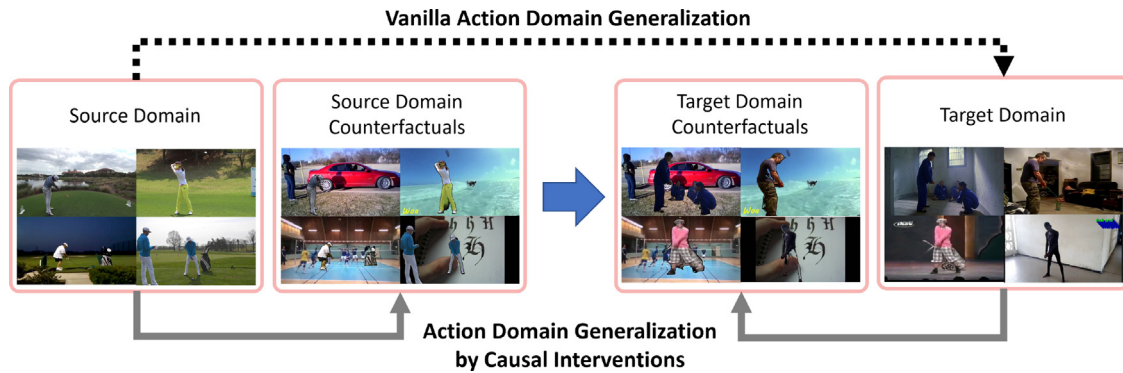 Vanilla Action Domain Generalization
Source Domain
Source Domain
Counterfactuals
Target Domain
Counterfactuals
Target Domain
Woa
h h H
H
Action Domain Generalization
by Causal Interventions